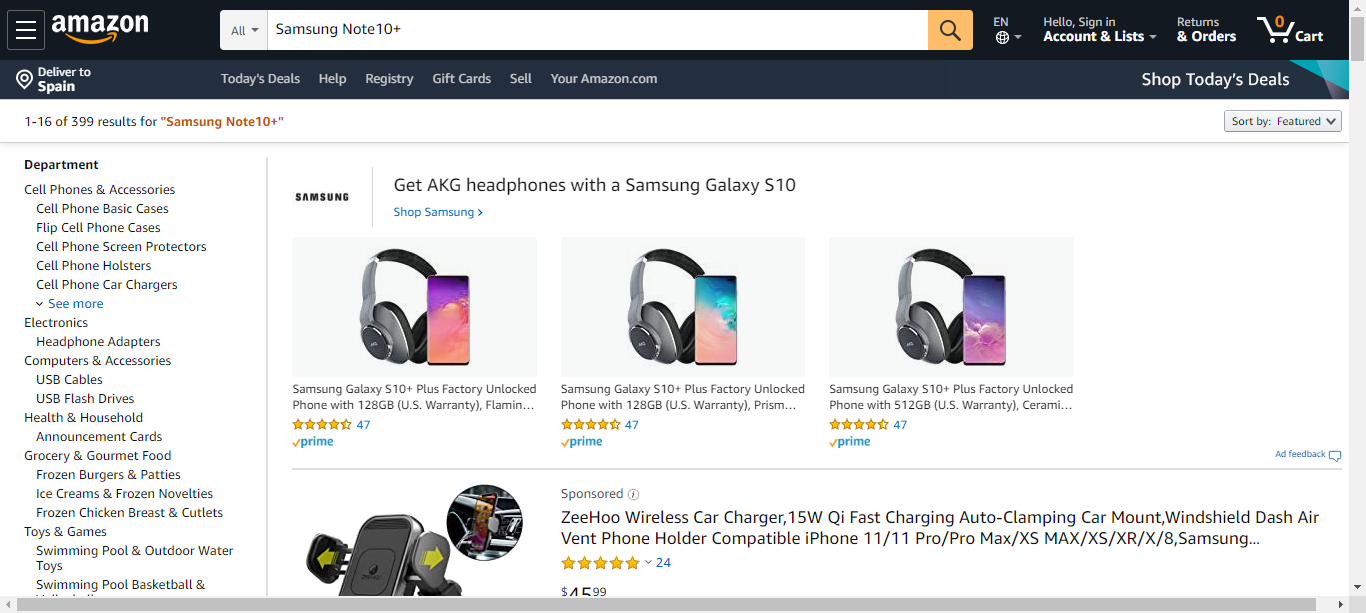 amazon
All
Samsung Note10+
EN
Hello, Sign in
Account & Lists
Returns
& Orders
0
Cart
Deliver to
Spain
Today's Deals
Help
Registry
Gift Cards
Sell
Your Amazon.com
Shop Today's Deals
1-16 of 399 results for "Samsung Note10+"
Sort by: Featured
Department
Cell Phones & Accessories
Cell Phone Basic Cases
Flip Cell Phone Cases
Cell Phone Screen Protectors
Cell Phone Holsters
Cell Phone Car Chargers
See more
Electronics
Headphone Adapters
Computers & Accessories
USB Cables
USB Flash Drives
Health & Household
Announcement Cards
Grocery & Gourmet Food
Frozen Burgers & Patties
Ice Creams & Frozen Novelties
Frozen Chicken Breast & Cutlets
Toys & Games
Swimming Pool & Outdoor Water
Toys
Swimming Pool Basketball &
SAMSUNG
Get AKG headphones with a Samsung Galaxy S10
Shop Samsung
AKG
Samsung Galaxy S10+ Plus Factory Unlocked
Phone with 128GB (U.S. Warranty), Flamin...
47
prime
AKG
Samsung Galaxy S10+ Plus Factory Unlocked
Phone with 128GB (U.S. Warranty), Prism...
47
prime
AKG
Samsung Galaxy S10+ Plus Factory Unlocked
Phone with 512GB (U.S. Warranty), Cerami...
47
prime
Ad feedback
Sponsored
ZeeHoo Wireless Car Charger,15W Qi Fast Charging Auto-Clamping Car Mount,Windshield Dash Air
Vent Phone Holder Compatible iPhone 11/11 Pro/Pro Max/XS MAX/XS/XR/X/8,Samsung...
24
$45.99